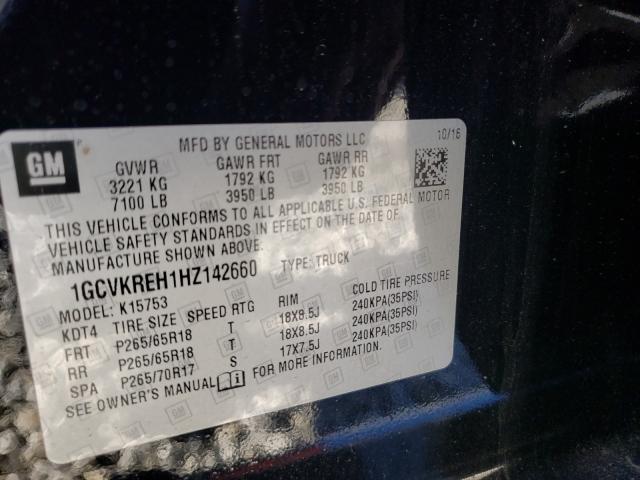 GM
MFD BY GENERAL MOTORS LLC
10/16
GVWR GAWR FRT GAWR RR
3221 KG 1792 KG 1792 KG
7100 LB 3950 LB 3950 LB
THIS VEHICLE CONFORMS TO ALL APPLICABLE U.S. FEDERAL MOTOR
VEHICLE SAFETY STANDARDS IN EFFECT ON THE DATE OF
MANUFACTURE SHOWN ABOVE.
1GCVKREH1HZ142660 TYPE: TRUCK
MODEL: K15753
KDT4 TIRE SIZE SPEED RTG RIM COLD TIRE PRESSURE
FRT P265/65R18 T 18X8.5J 240KPA(35PSI)
RR P265/65R18 T 18X8.5J 240KPA(35PSI)
SPA P265/70R17 S 17X7.5J 240KPA(35PSI)
SEE OWNER'S MANUAL FOR MORE INFORMATION.